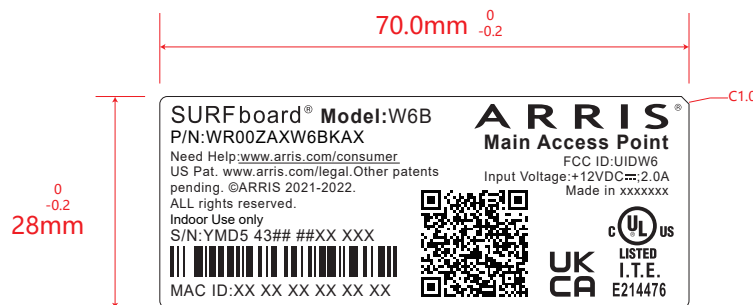 70.0mm 0 -0.2
C1.0
0
-0.2
28mm
SURFboard® Model:W6B
P/N:WR00ZAXW6BKAX
Need Help:www.arris.com/consumer
US Pat. www.arris.com/legal.Other patents
pending. ©ARRIS 2021-2022.
ALL rights reserved.
Indoor Use only
S/N:YMD5 43## ##XX XXX
MAC ID:XX XX XX XX XX XX
ARRIS®
Main Access Point
FCC ID:UIDW6
Input Voltage:+12VDC⎓;2.0A
Made in xxxxxxx
UK
CA
C UL® US
LISTED
I.T.E.
E214476